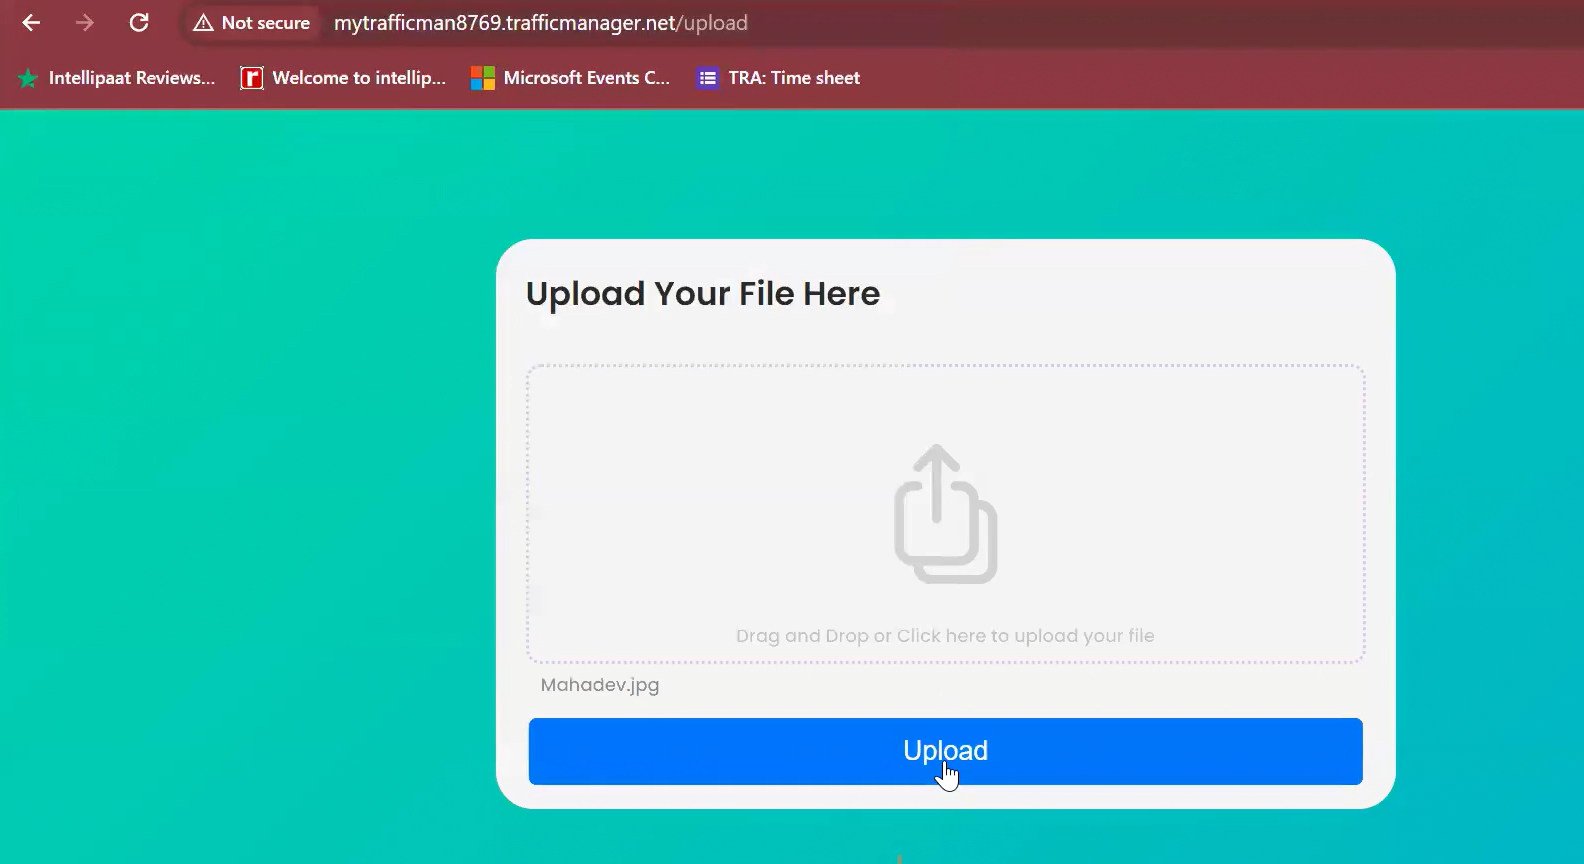 Not secure mytrafficman8769.trafficmanager.net/upload
Intellipaat Reviews... Welcome to intellip... Microsoft Events C... TRA: Time sheet
Upload Your File Here
Drag and Drop or Click here to upload your file
Mahadev.jpg
Upload